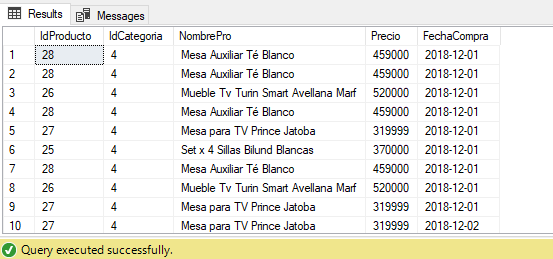 Results Messages
IdProducto IdCategoria NombrePro Precio FechaCompra
1 28 4 Mesa Auxiliar Té Blanco 459000 2018-12-01
2 28 4 Mesa Auxiliar Té Blanco 459000 2018-12-01
3 26 4 Mueble Tv Turin Smart Avellana Marf 520000 2018-12-01
4 28 4 Mesa Auxiliar Té Blanco 459000 2018-12-01
5 27 4 Mesa para TV Prince Jatoba 319999 2018-12-01
6 25 4 Set x 4 Sillas Bilund Blancas 370000 2018-12-01
7 28 4 Mesa Auxiliar Té Blanco 459000 2018-12-01
8 26 4 Mueble Tv Turin Smart Avellana Marf 520000 2018-12-01
9 27 4 Mesa para TV Prince Jatoba 319999 2018-12-01
10 27 4 Mesa para TV Prince Jatoba 319999 2018-12-02
Query executed successfully.